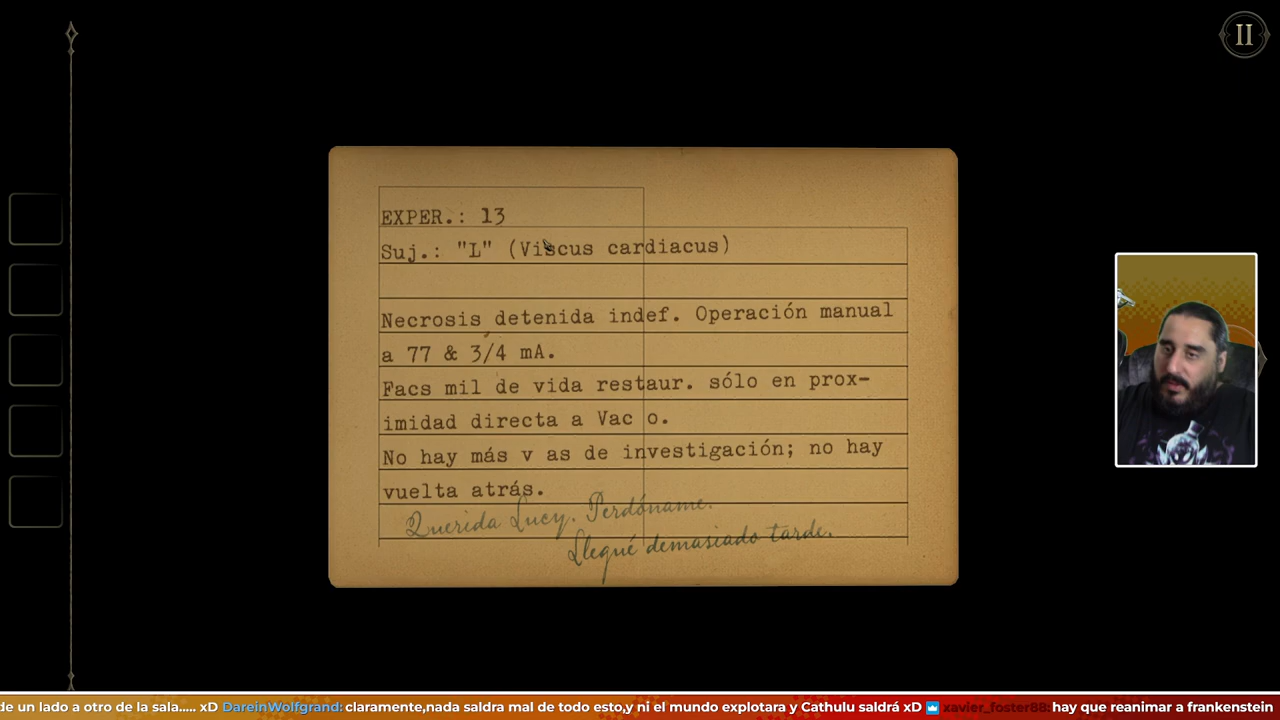 II
EXPER.: 13
Suj.: "L" (Viscus cardiacus)
Necrosis detenida indef. Operación manual
a 77 & 3/4 mA.
Facs mil de vida restaur. sólo en prox-
imidad directa a Vac o.
No hay más v as de investigación; no hay
vuelta atrás.
Querida Lucy. Perdóname.
Llegué demasiado tarde.
de un lado a otro de la sala..... xD DareinWolfgrand: claramente,nada saldra mal de todo esto,y ni el mundo explotara y Cathulu saldrá xD xavier_foster88: hay que reanimar a frankenstein